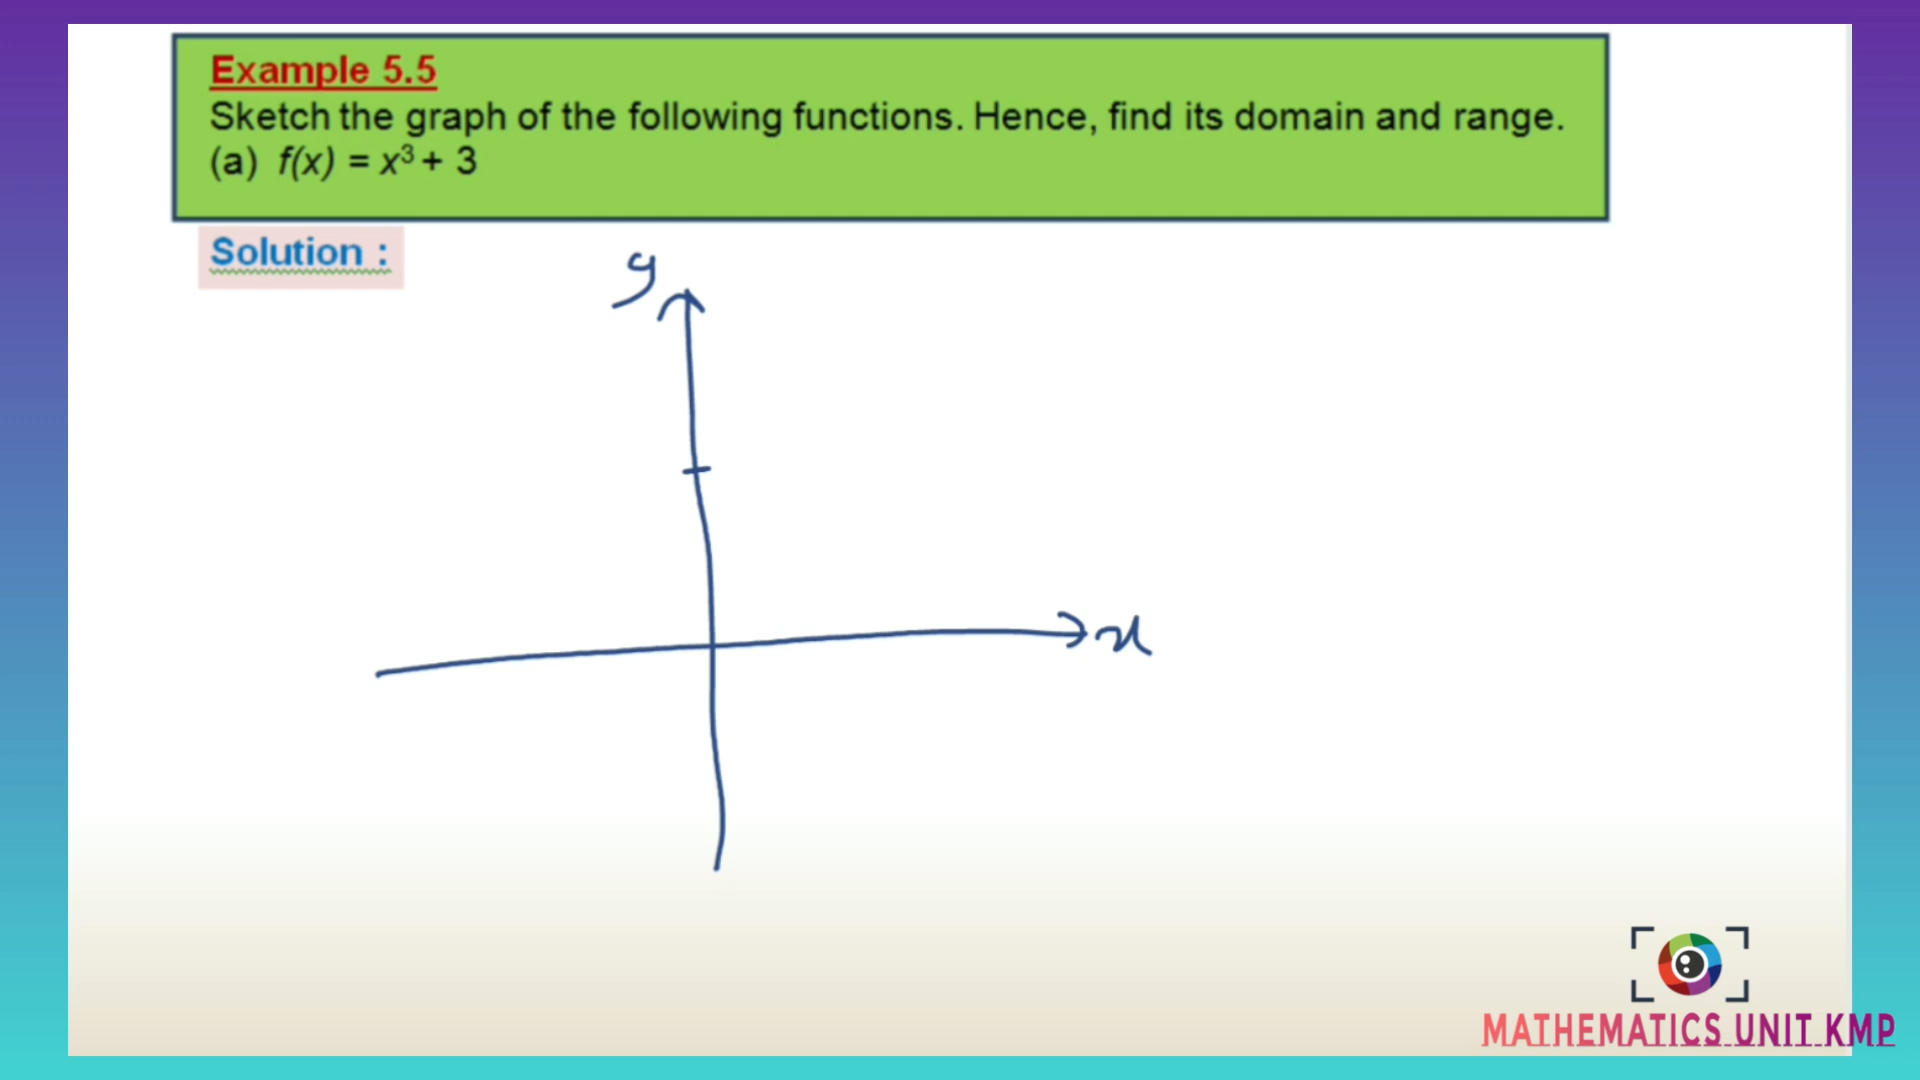 Example 5.5
Sketch the graph of the following functions. Hence, find its domain and range.
(a) f(x) = x³ + 3
Solution :
y
x
MATHEMATICS UNIT KMP